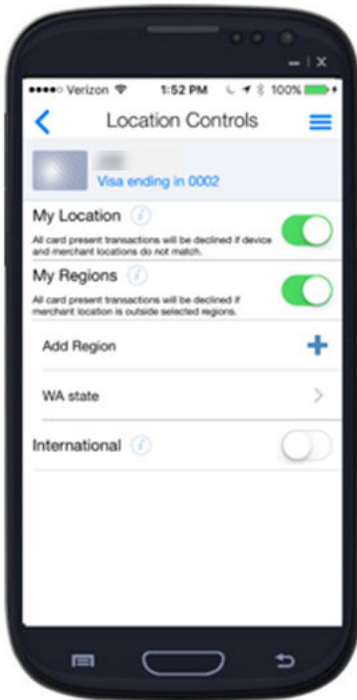 Verizon 1:52 PM 100%
Location Controls
Visa ending in 0002
My Location i
All card present transactions will be declined if device
and merchant locations do not match.
My Regions i
All card present transactions will be declined if
merchant location is outside selected regions.
Add Region
WA state
International i